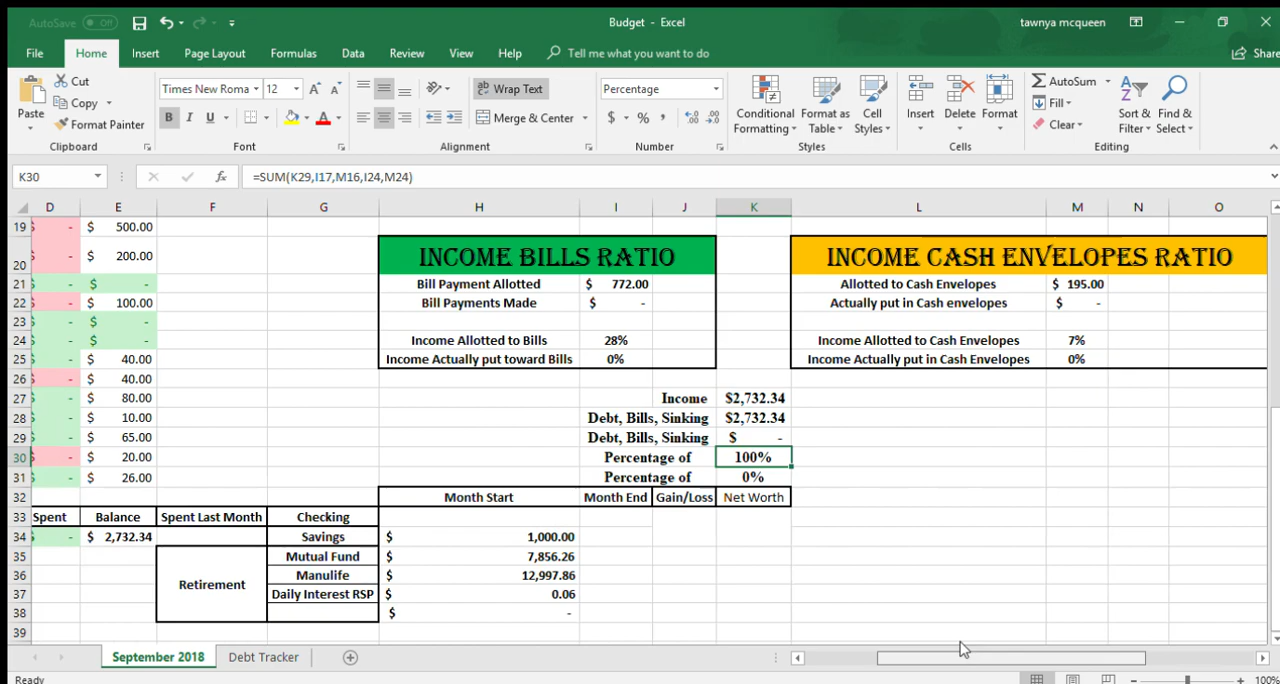 AutoSave Off Budget - Excel tawnya mcqueen
File Home Insert Page Layout Formulas Data Review View Help Tell me what you want to do Share
Paste Cut Times New Roma 12 Wrap Text Percentage Conditional Format as Cell Insert Delete Format AutoSum Sort & Find &
Copy B I U Merge & Center $ % , Formatting Table Styles Fill Filter Select
Format Painter Clear
Clipboard Font Alignment Number Styles Cells Editing
K30 fx =SUM(K29,I17,M16,I24,M24)
D E F G H I J K L M N O
19 $ - $ 500.00
20 $ - $ 200.00 INCOME BILLS RATIO INCOME CASH ENVELOPES RATIO
21 $ - $ - Bill Payment Allotted $ 772.00 Allotted to Cash Envelopes $ 195.00
22 $ - $ 100.00 Bill Payments Made $ - Actually put in Cash envelopes $ -
23 $ - $ -
24 $ - $ - Income Allotted to Bills 28% Income Allotted to Cash Envelopes 7%
25 $ - $ 40.00 Income Actually put toward Bills 0% Income Actually put in Cash Envelopes 0%
26 $ - $ 40.00
27 $ - $ 80.00 Income $2,732.34
28 $ - $ 10.00 Debt, Bills, Sinking $2,732.34
29 $ - $ 65.00 Debt, Bills, Sinking $ -
30 $ - $ 20.00 Percentage of 100%
31 $ - $ 26.00 Percentage of 0%
32 Month Start Month End Gain/Loss Net Worth
33 Spent Balance Spent Last Month Checking
34 $ - $ 2,732.34 Savings $ 1,000.00
35 Mutual Fund $ 7,856.26
36 Retirement Manulife $ 12,997.86
37 Daily Interest RSP $ 0.06
38 $ -
39
September 2018 Debt Tracker
Ready 100%